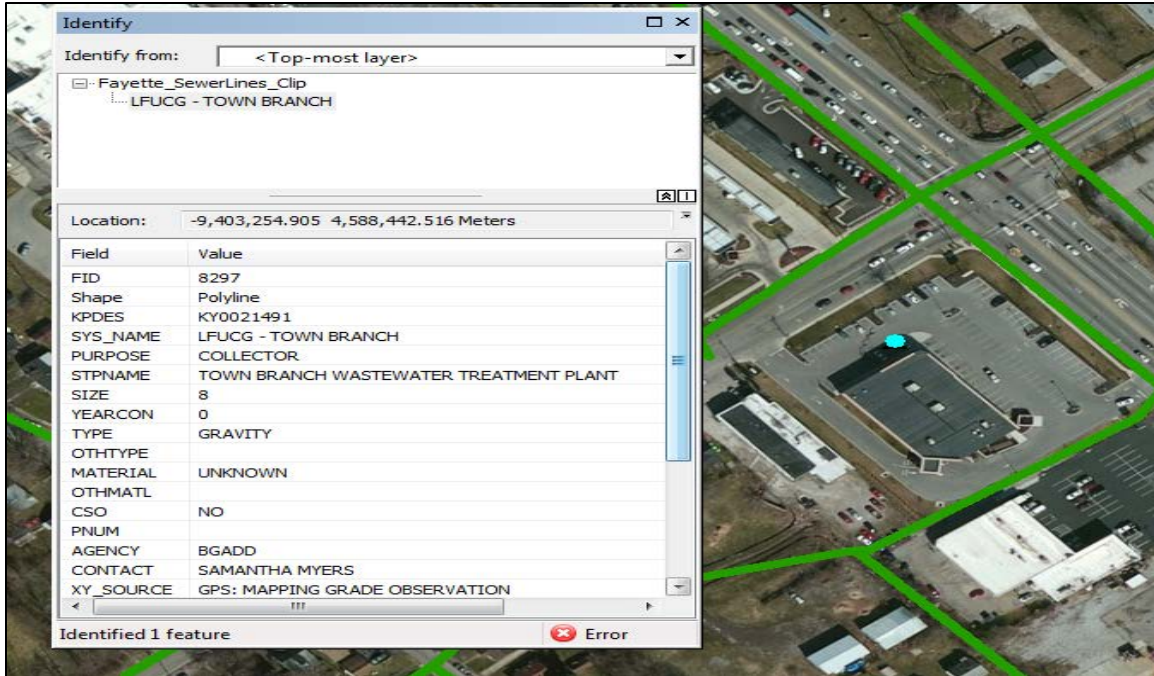 Identify
Identify from: <Top-most layer>
Fayette_SewerLines_Clip
LFUCG - TOWN BRANCH
Location: -9,403,254.905 4,588,442.516 Meters
Field Value
FID 8297
Shape Polyline
KPDES KY0021491
SYS_NAME LFUCG - TOWN BRANCH
PURPOSE COLLECTOR
STPNAME TOWN BRANCH WASTEWATER TREATMENT PLANT
SIZE 8
YEARCON 0
TYPE GRAVITY
OTHTYPE
MATERIAL UNKNOWN
OTHMATL
CSO NO
PNUM
AGENCY BGADD
CONTACT SAMANTHA MYERS
XY_SOURCE GPS: MAPPING GRADE OBSERVATION
Identified 1 feature Error